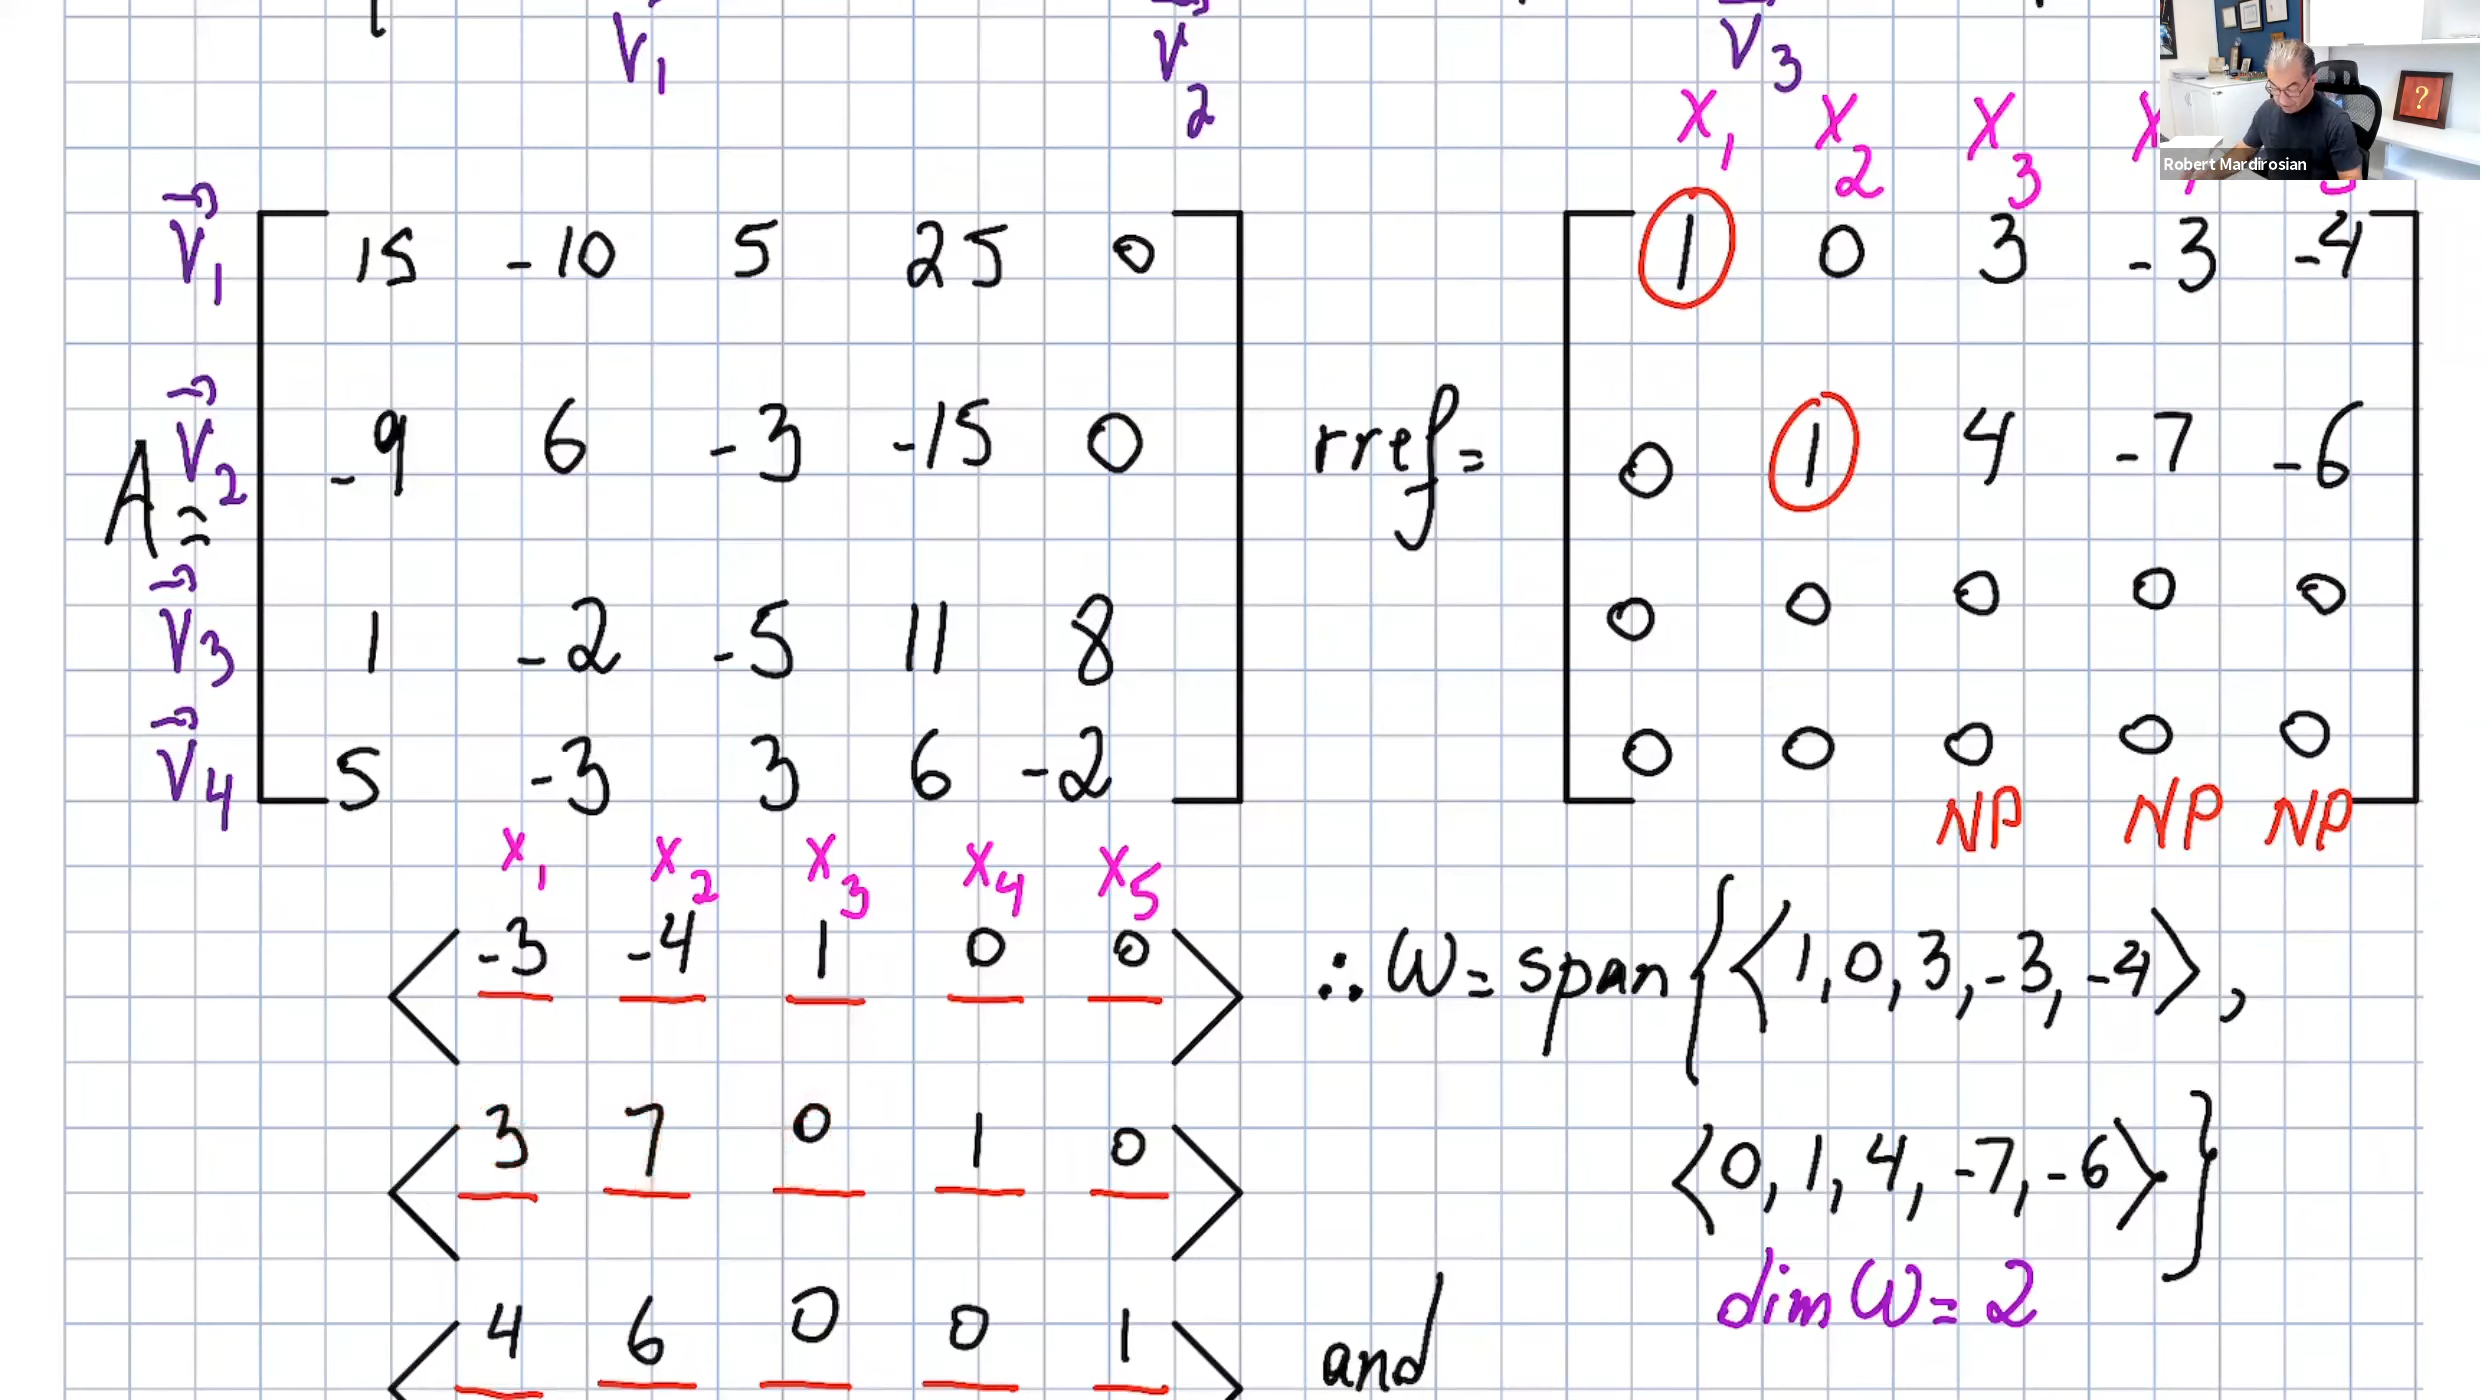 V1 V2 V3
X1 X2 X3
Robert Mardirosian
?
V1 15 -10 5 25 0
1 0 3 -3 -4
A = V2 -9 6 -3 -15 0
rref =
0 1 4 -7 -6
V3 1 -2 -5 11 8
0 0 0 0 0
V4 5 -3 3 6 -2
0 0 0 0 0
NP NP NP
X1 X2 X3 X4 X5
< -3 -4 1 0 0 >
∴ W = span { <1, 0, 3, -3, -4>,
< 3 7 0 1 0 >
<0, 1, 4, -7, -6> }
dim W = 2
< 4 6 0 0 1 >
and